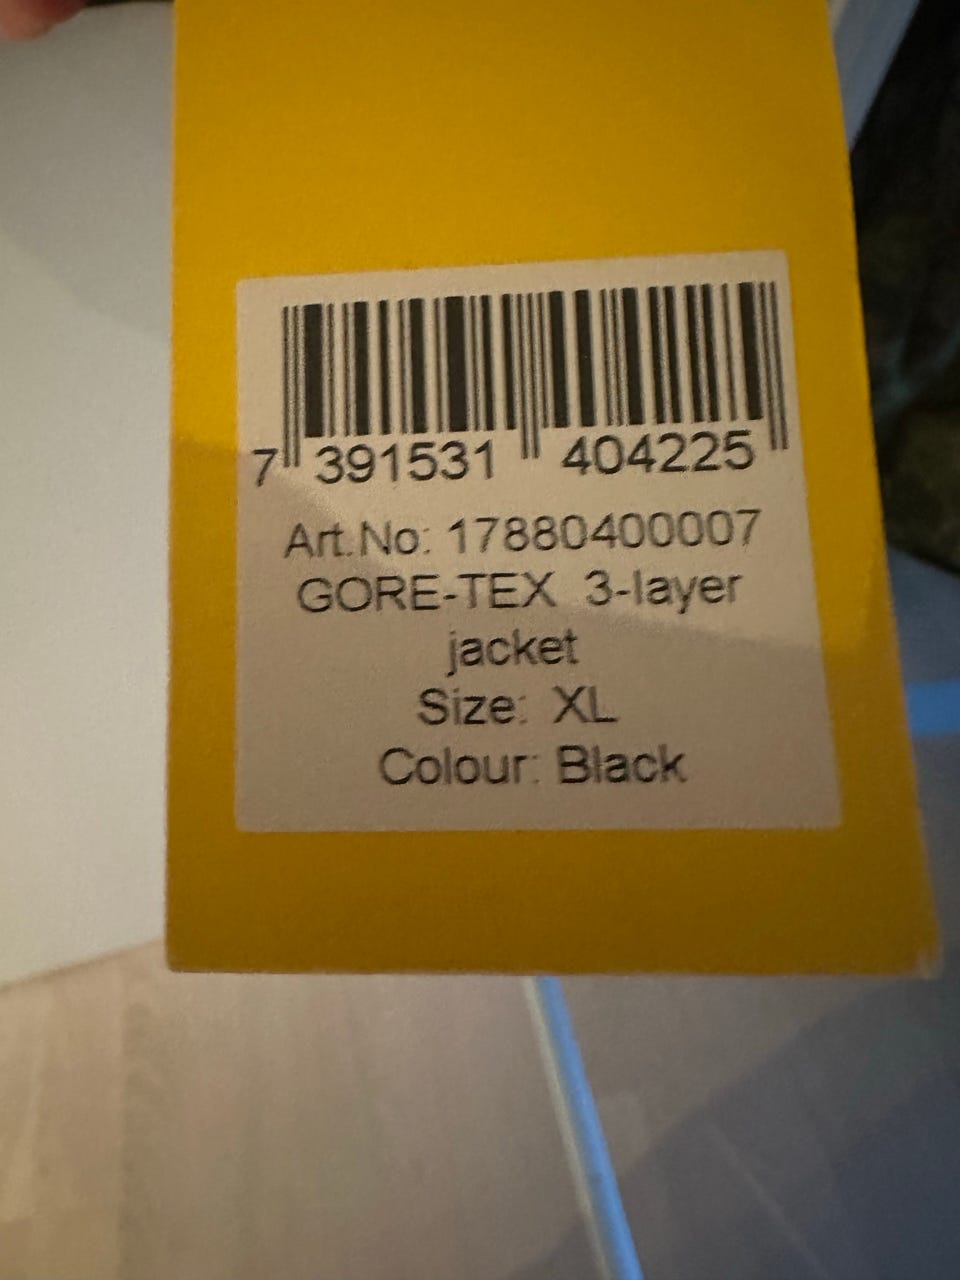 7 391531 404225
Art.No: 17880400007
GORE-TEX 3-layer
jacket
Size: XL
Colour: Black